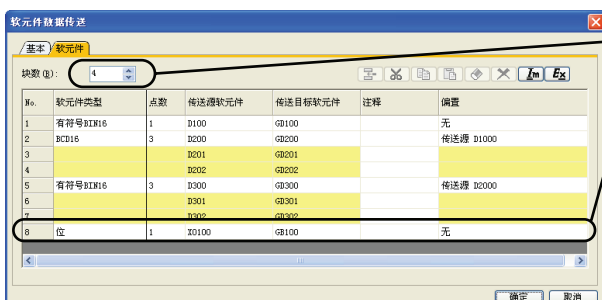 元件数据传送
基本 软元件
块数(B): 4
Im Ex
No. 软元件类型 点数 传送源软元件 传送目标软元件 注释 偏置
1 有符号BIN16 1 D100 GD100 无
2 BCD16 3 D200 GD200 传送源 D1000
3 D201 GD201
4 D202 GD202
5 有符号BIN16 3 D300 GD300 传送源 D2000
6 D301 GD301
7 D302 GD302
8 位 1 X0100 GB100 无
确定 取消